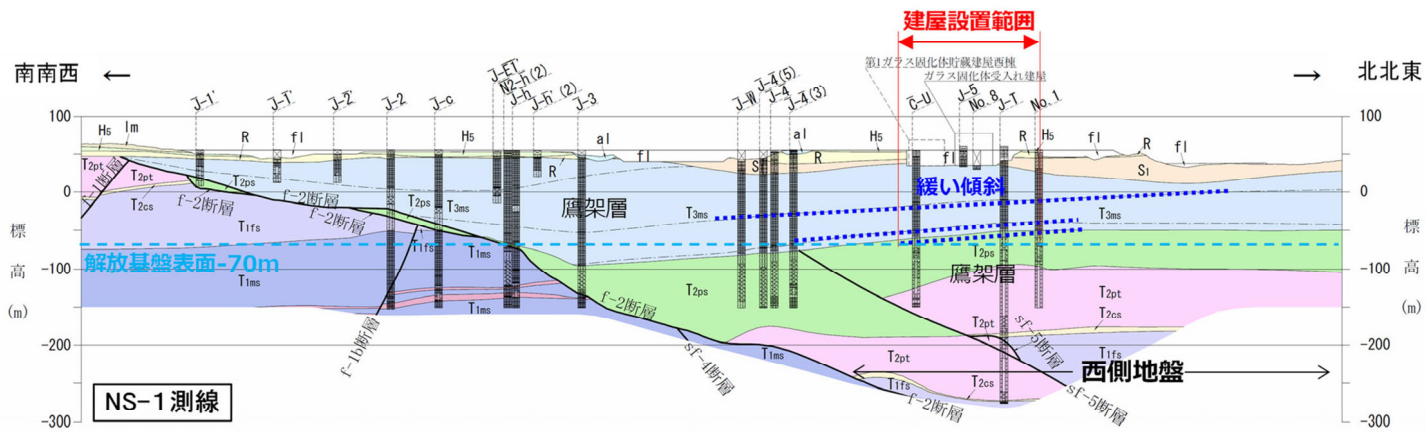 建屋設置範囲
南南西 ←
→ 北北東
第1ガラス固化体貯蔵建屋西棟
ガラス固化体受入れ建屋
J-1'
J-1'
J-2'
J-2
J-c
J-E1'
N2-h(2)
J-h
J-h'(2)
J-3
J-W
J-4(5)
J-4
J-4(3)
C-U
J-5
No.8
J-T
No.1
100
0
-100
-200
-300
標高(m)
100
0
-100
-200
-300
標高(m)
H5
lm
R
fl
H5
R
al
fl
S1
al
R
H5
fl
R
H5
fl
R
fl
S1
T2pt
T2pt
T2cs
f-1断層
T2ps
f-2断層
f-2断層
T2ps
T3ms
鷹架層
緩い傾斜
T3ms
T3ms
T1fs
T1fs
T1ms
解放基盤表面-70m
T1ms
T1ms
f-1b断層
f-2断層
T2ps
T2ps
鷹架層
sf-4断層
T1ms
T2pt
T2pt
sf-5断層
T2pt
T2cs
T1fs
西側地盤
T1fs
T2cs
f-2断層
sf-5断層
NS-1測線